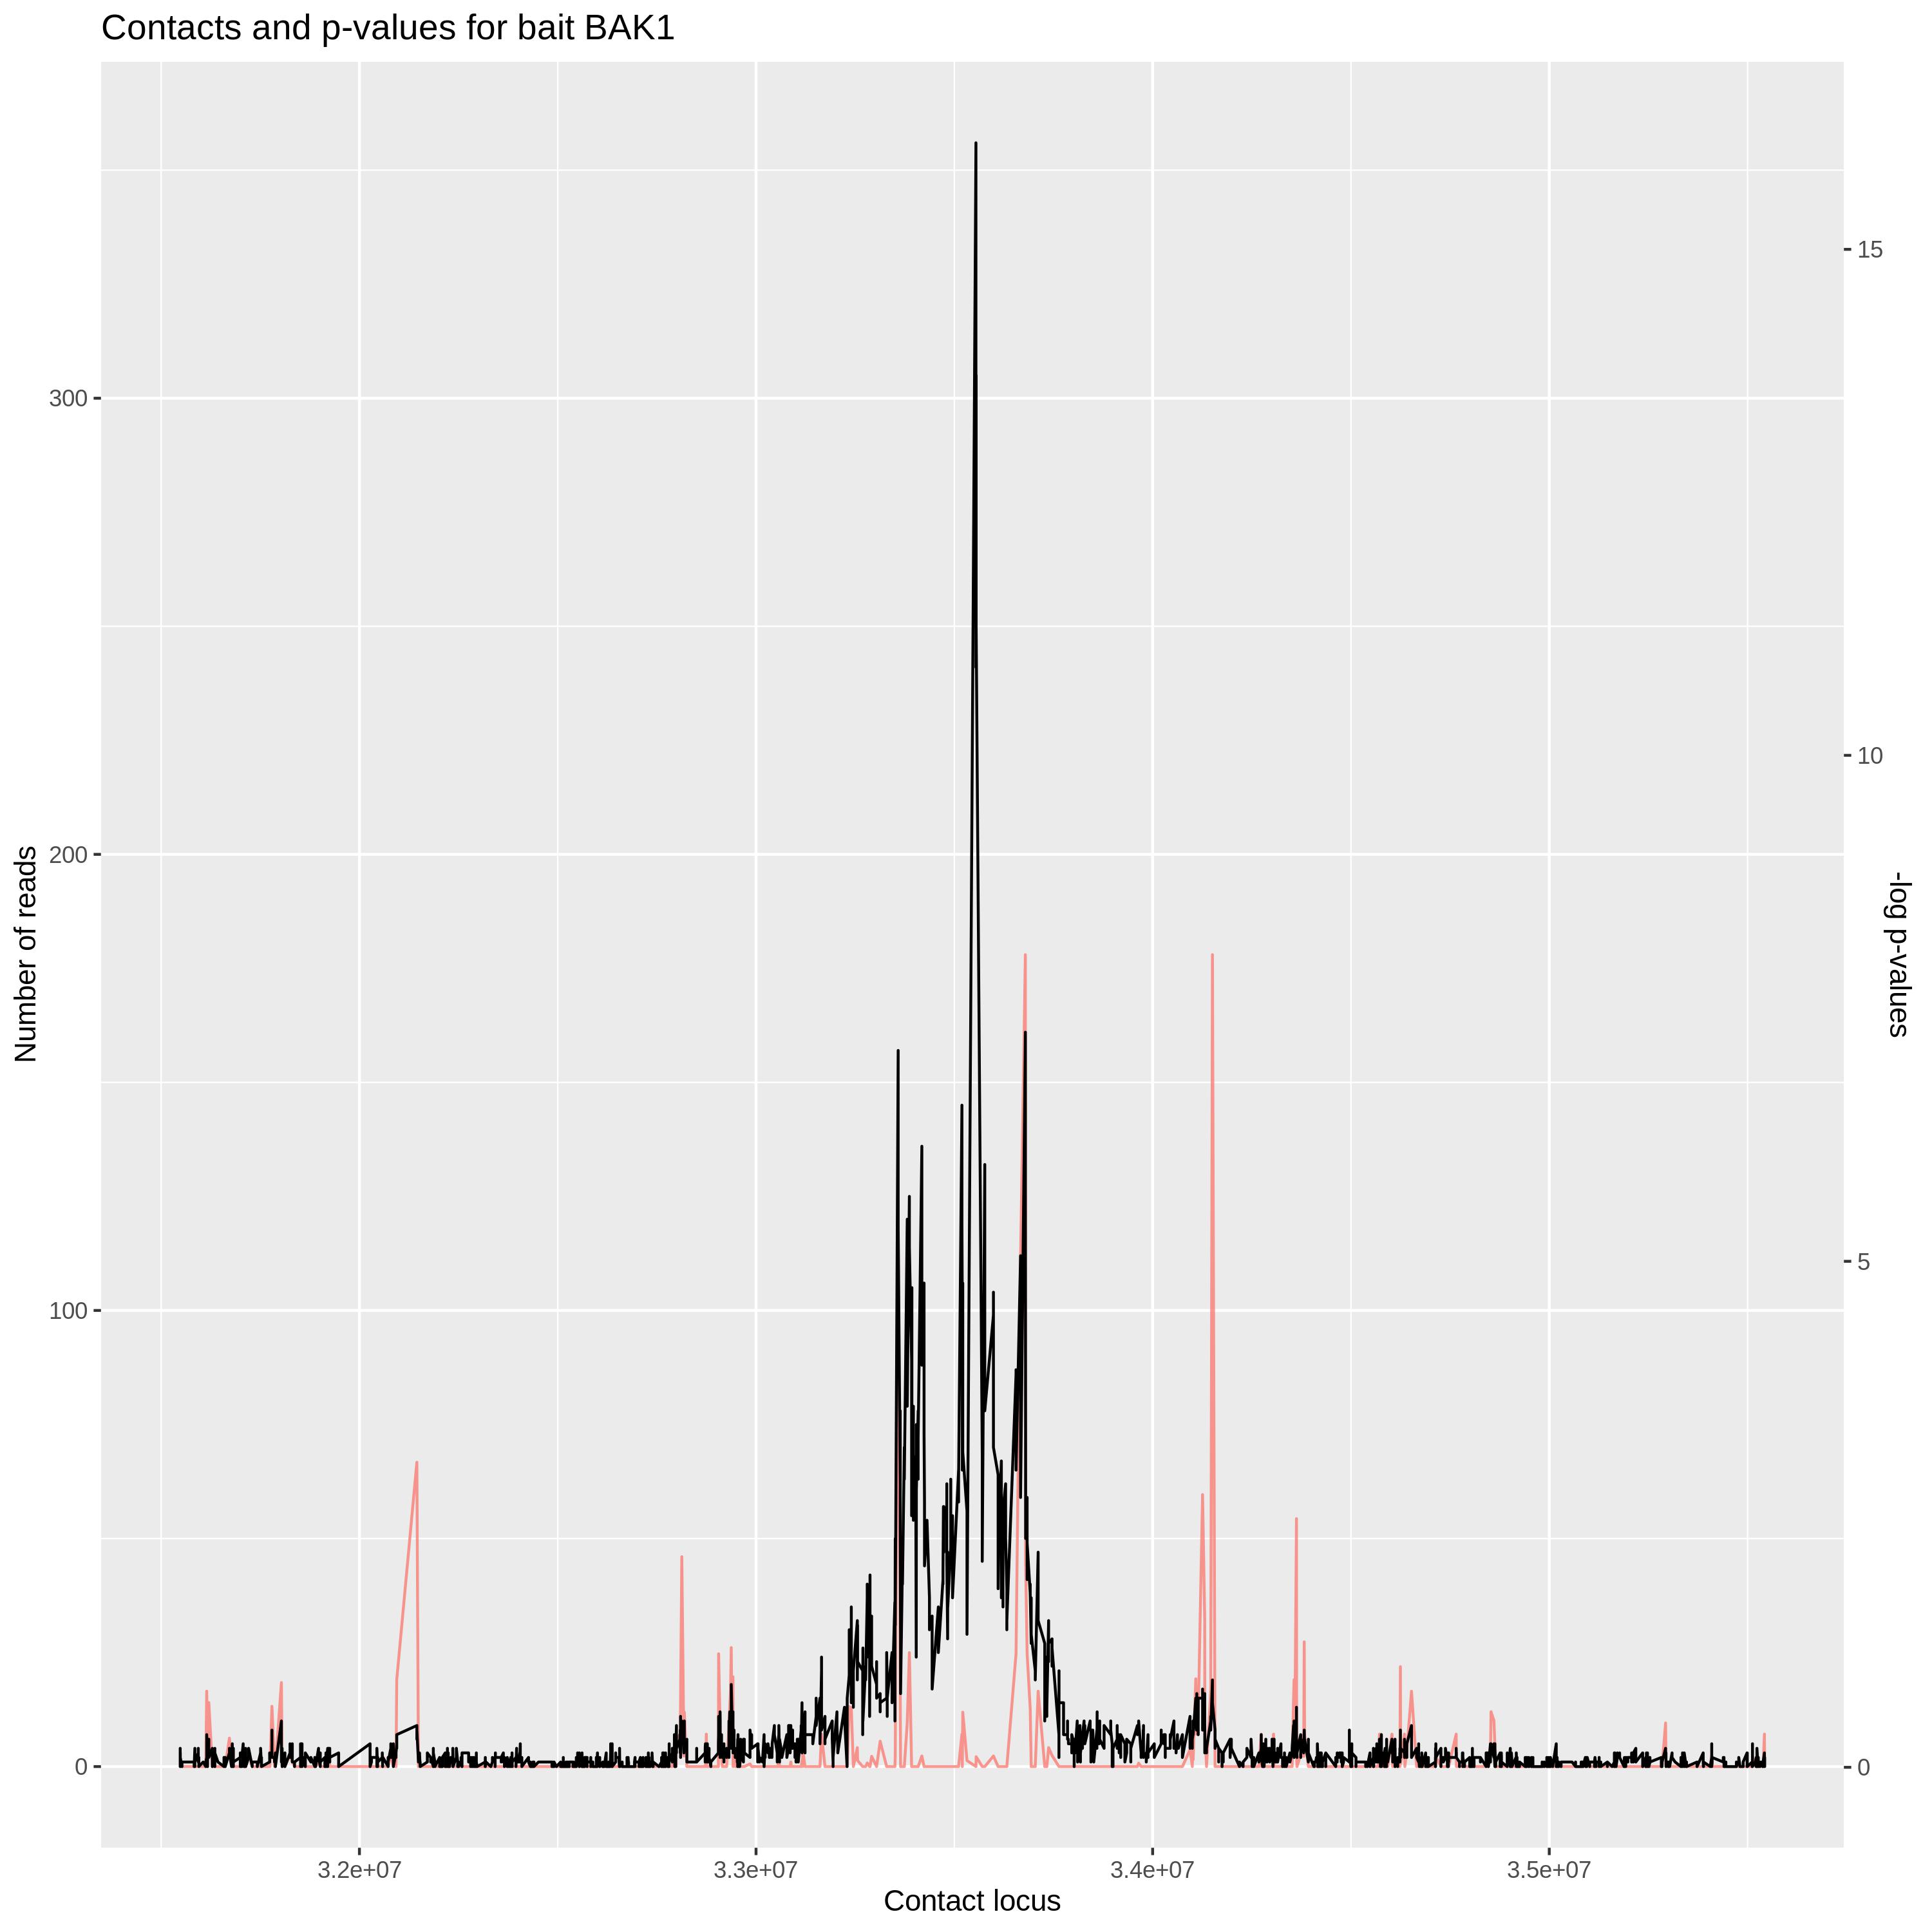 Contacts and p-values for bait BAK1
Number of reads
300
200
100
0
15
10
5
0
-log p-values
3.2e+07
3.3e+07
3.4e+07
3.5e+07
Contact locus